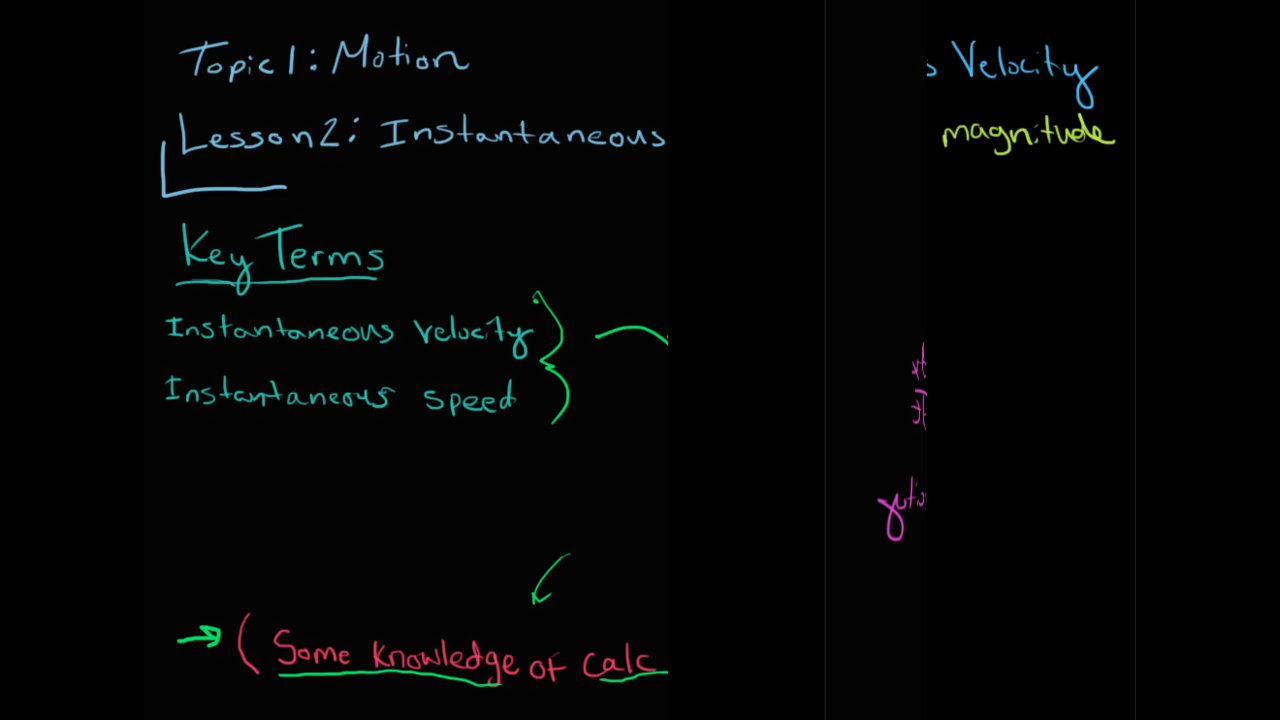 Topic 1: Motion
Lesson 2: Instantaneous
Velocity
magnitude
Key Terms
Instantaneous velocity
Instantaneous speed
(Some knowledge of calc